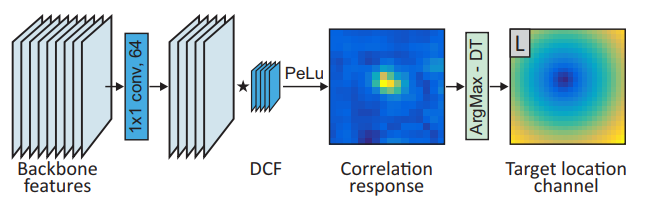 1x1 conv, 64
PeLu
ArgMax - DT
L
Backbone
features
DCF
Correlation
response
Target location
channel